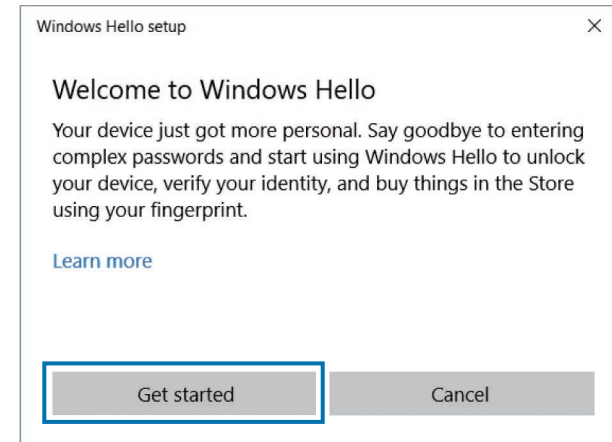 Windows Hello setup
Welcome to Windows Hello
Your device just got more personal. Say goodbye to entering
complex passwords and start using Windows Hello to unlock
your device, verify your identity, and buy things in the Store
using your fingerprint.
Learn more
Get started
Cancel